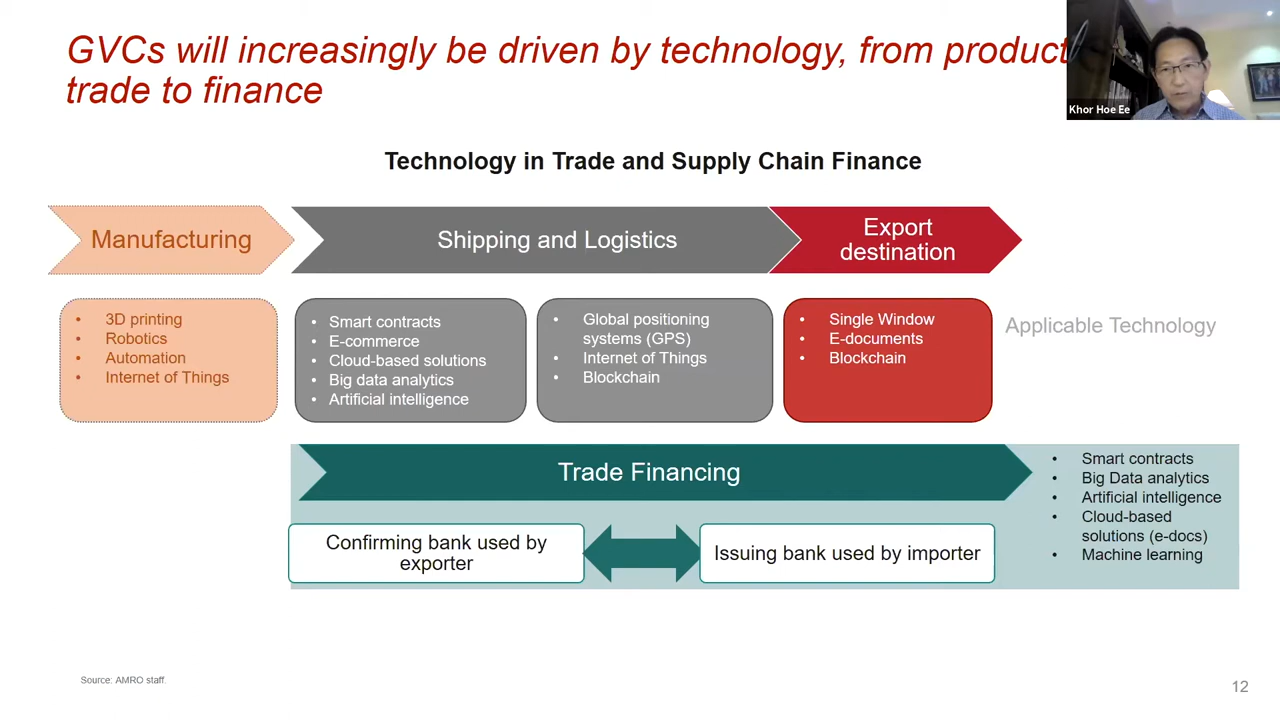 GVCs will increasingly be driven by technology, from product
trade to finance
Khor Hoe Ee
Technology in Trade and Supply Chain Finance
Manufacturing
Shipping and Logistics
Export
destination
• 3D printing
• Robotics
• Automation
• Internet of Things
• Smart contracts
• E-commerce
• Cloud-based solutions
• Big data analytics
• Artificial intelligence
• Global positioning
systems (GPS)
• Internet of Things
• Blockchain
• Single Window
• E-documents
• Blockchain
Applicable Technology
Trade Financing
Confirming bank used by
exporter
Issuing bank used by importer
• Smart contracts
• Big Data analytics
• Artificial intelligence
• Cloud-based
solutions (e-docs)
• Machine learning
Source: AMRO staff.
12